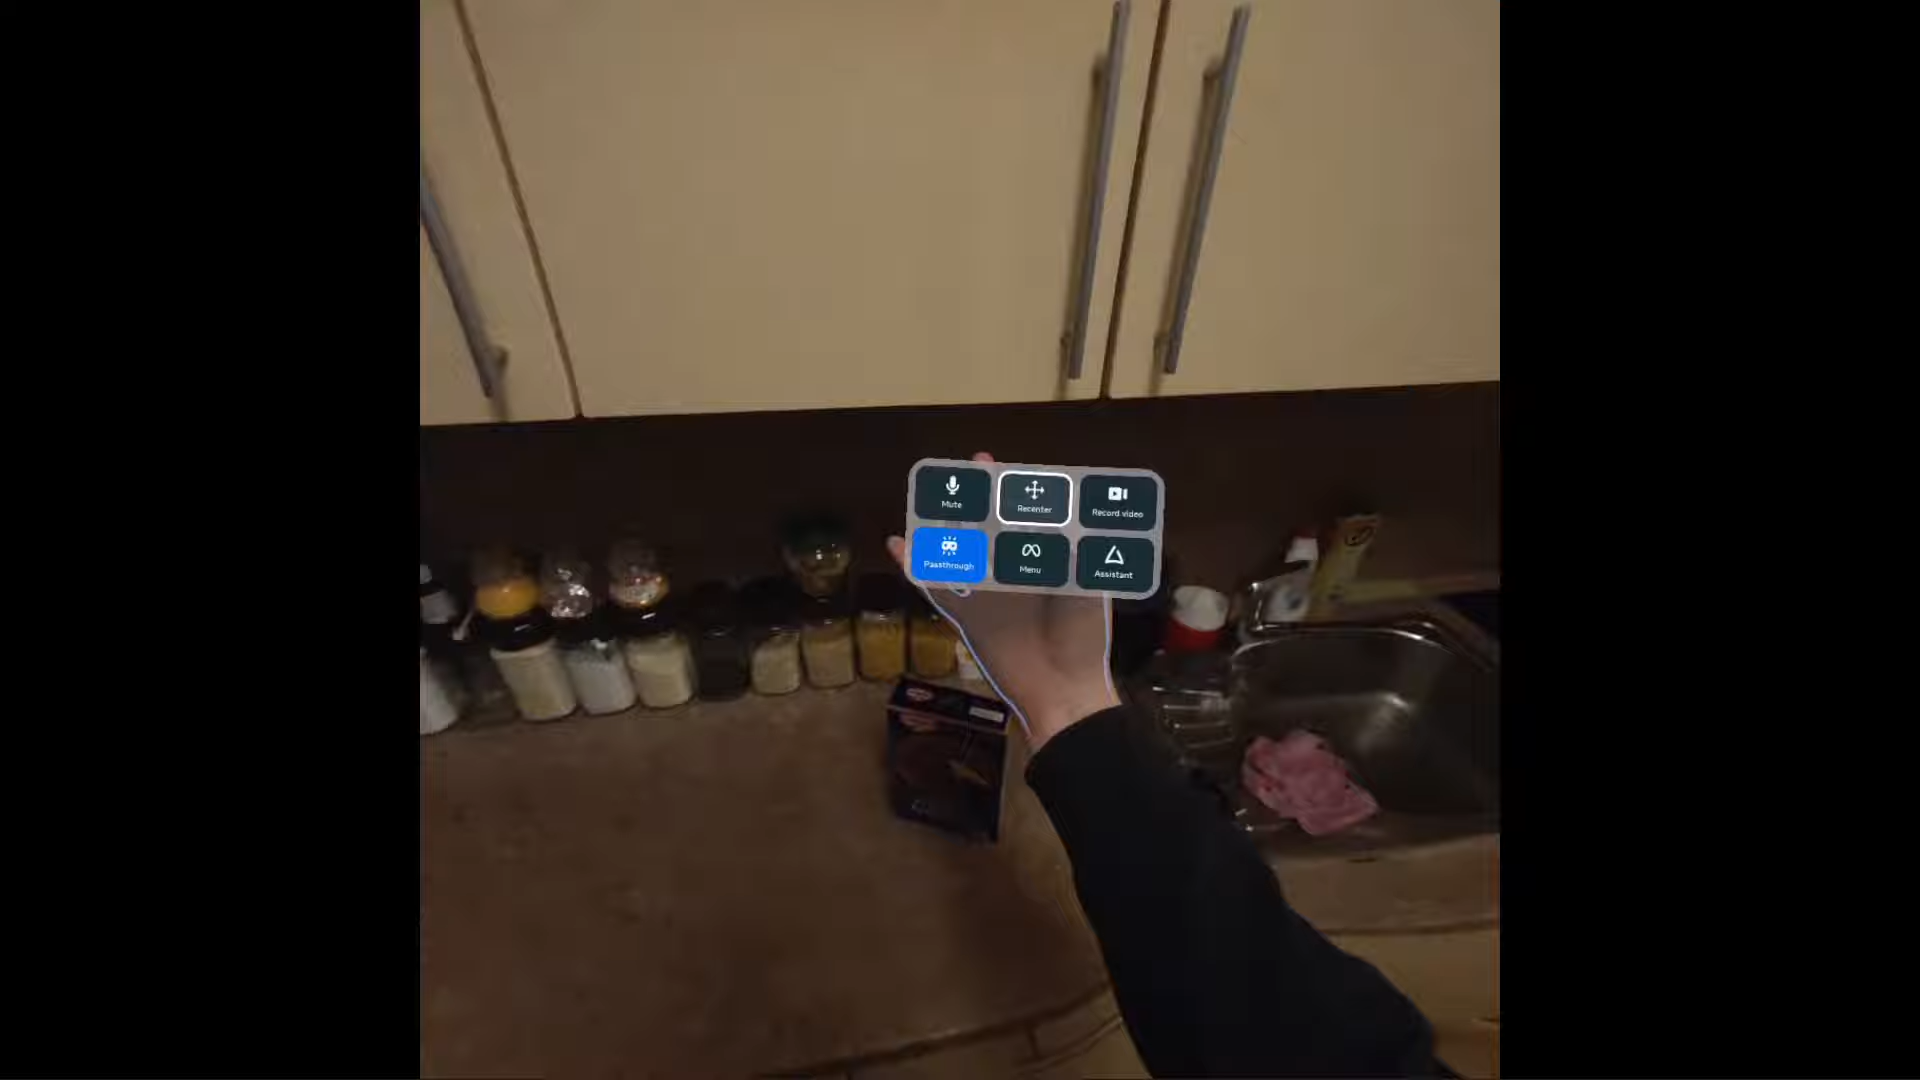 Mute
Recenter
Record video
Passthrough
Menu
Assistant